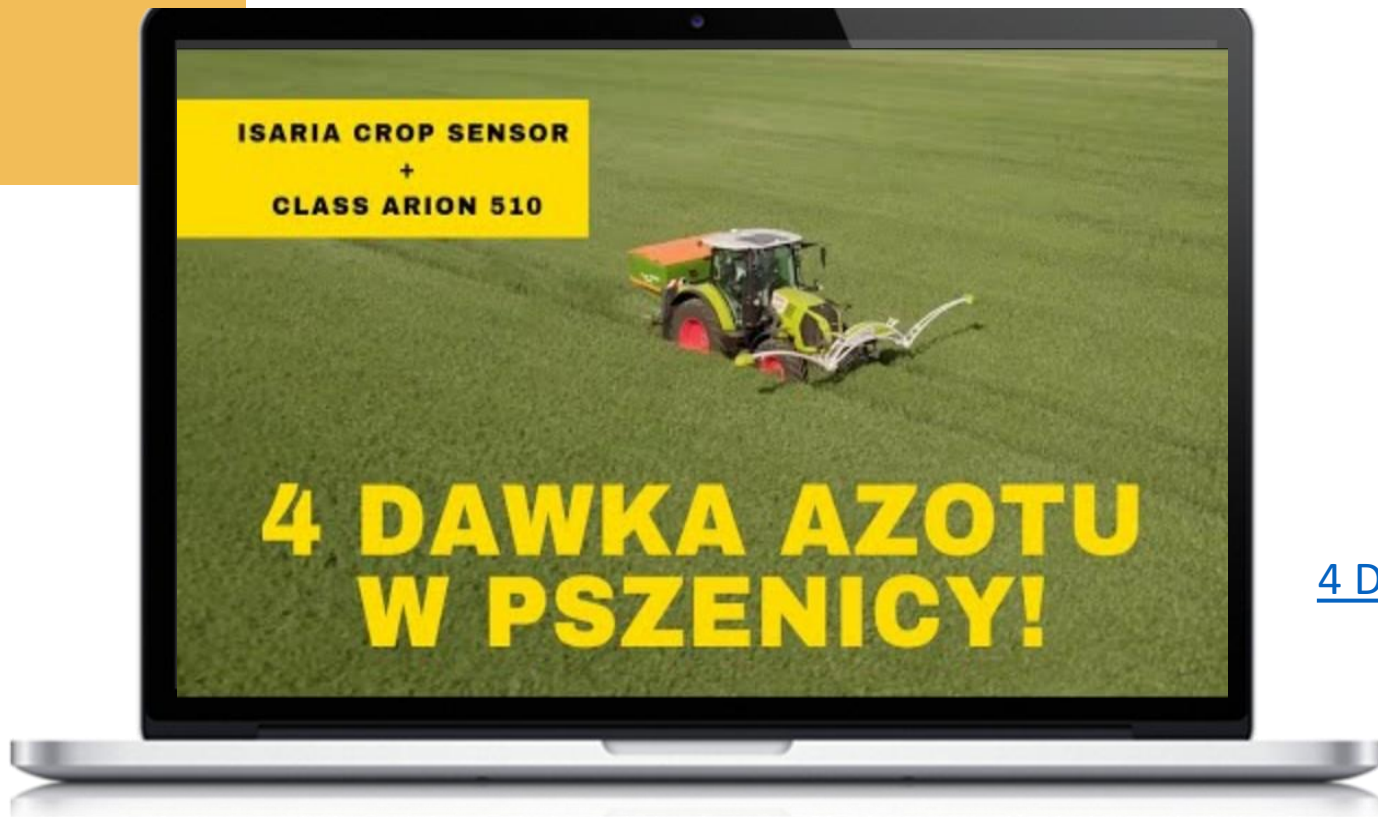 ISARIA CROP SENSOR
+
CLASS ARION 510
4 DAWKA AZOTU
W PSZENICY!
4 D